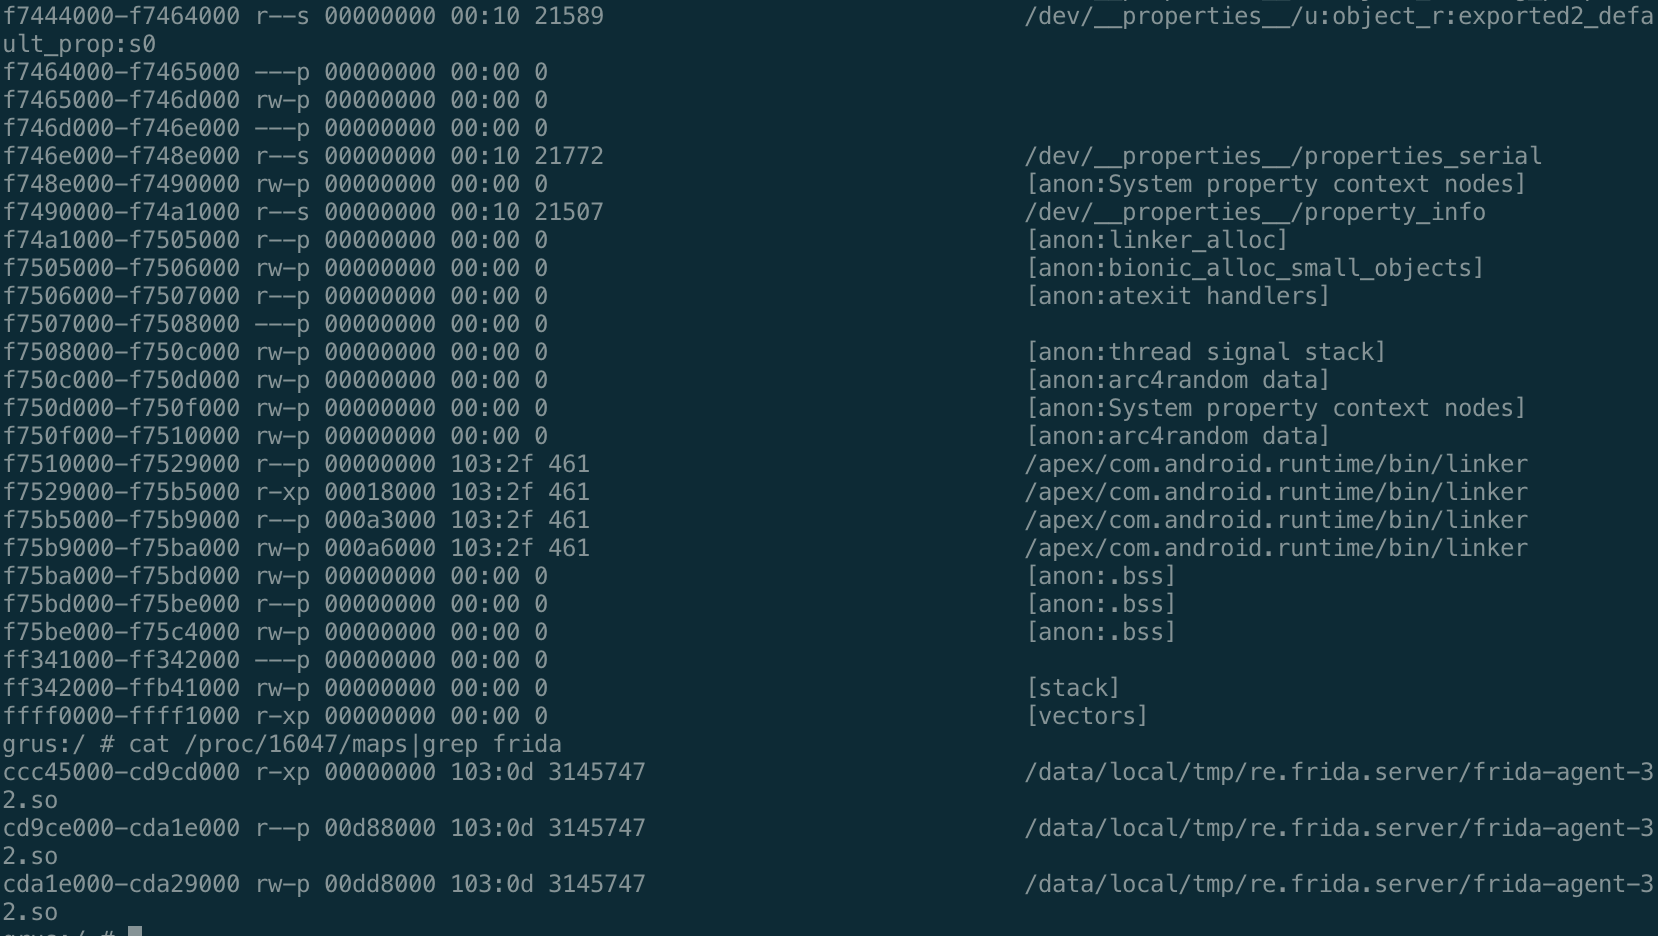 f7444000-f7464000 r--s 00000000 00:10 21589 /dev/__properties__/u:object_r:exported2_defa
ult_prop:s0
f7464000-f7465000 ---p 00000000 00:00 0
f7465000-f746d000 rw-p 00000000 00:00 0
f746d000-f746e000 ---p 00000000 00:00 0
f746e000-f748e000 r--s 00000000 00:10 21772 /dev/__properties__/properties_serial
f748e000-f7490000 rw-p 00000000 00:00 0 [anon:System property context nodes]
f7490000-f74a1000 r--s 00000000 00:10 21507 /dev/__properties__/property_info
f74a1000-f7505000 r--p 00000000 00:00 0 [anon:linker_alloc]
f7505000-f7506000 rw-p 00000000 00:00 0 [anon:bionic_alloc_small_objects]
f7506000-f7507000 r--p 00000000 00:00 0 [anon:atexit handlers]
f7507000-f7508000 ---p 00000000 00:00 0
f7508000-f750c000 rw-p 00000000 00:00 0 [anon:thread signal stack]
f750c000-f750d000 rw-p 00000000 00:00 0 [anon:arc4random data]
f750d000-f750f000 rw-p 00000000 00:00 0 [anon:System property context nodes]
f750f000-f7510000 rw-p 00000000 00:00 0 [anon:arc4random data]
f7510000-f7529000 r--p 00000000 103:2f 461 /apex/com.android.runtime/bin/linker
f7529000-f75b5000 r-xp 00018000 103:2f 461 /apex/com.android.runtime/bin/linker
f75b5000-f75b9000 r--p 000a3000 103:2f 461 /apex/com.android.runtime/bin/linker
f75b9000-f75ba000 rw-p 000a6000 103:2f 461 /apex/com.android.runtime/bin/linker
f75ba000-f75bd000 rw-p 00000000 00:00 0 [anon:.bss]
f75bd000-f75be000 r--p 00000000 00:00 0 [anon:.bss]
f75be000-f75c4000 rw-p 00000000 00:00 0 [anon:.bss]
ff341000-ff342000 ---p 00000000 00:00 0
ff342000-ffb41000 rw-p 00000000 00:00 0 [stack]
ffff0000-ffff1000 r-xp 00000000 00:00 0 [vectors]
grus:/ # cat /proc/16047/maps|grep frida
ccc45000-cd9cd000 r-xp 00000000 103:0d 3145747 /data/local/tmp/re.frida.server/frida-agent-3
2.so
cd9ce000-cda1e000 r--p 00d88000 103:0d 3145747 /data/local/tmp/re.frida.server/frida-agent-3
2.so
cda1e000-cda29000 rw-p 00dd8000 103:0d 3145747 /data/local/tmp/re.frida.server/frida-agent-3
2.so
grus:/ #